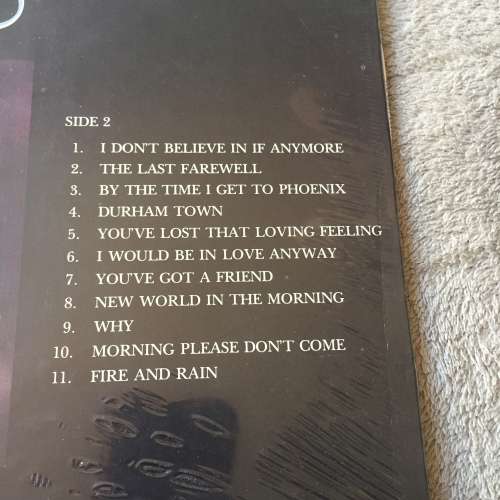 SIDE 2
1. I DON'T BELIEVE IN IF ANYMORE
2. THE LAST FAREWELL
3. BY THE TIME I GET TO PHOENIX
4. DURHAM TOWN
5. YOU'VE LOST THAT LOVING FEELING
6. I WOULD BE IN LOVE ANYWAY
7. YOU'VE GOT A FRIEND
8. NEW WORLD IN THE MORNING
9. WHY
10. MORNING PLEASE DON'T COME
11. FIRE AND RAIN